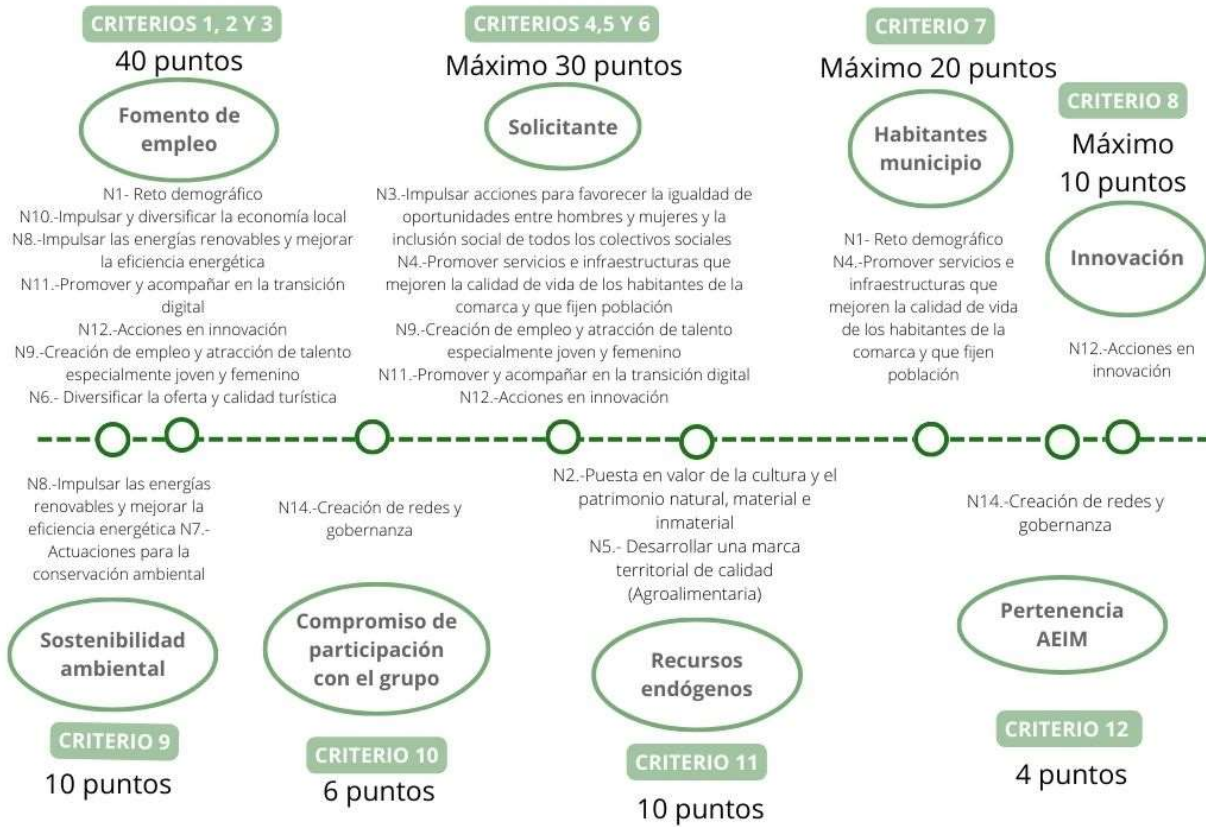 CRITERIOS 1, 2 Y 3
40 puntos
Fomento de
empleo
N1- Reto demográfico
N10.-Impulsar y diversificar la economía local
N8.-Impulsar las energías renovables y mejorar
la eficiencia energética
N11.-Promover y acompañar en la transición
digital
N12.-Acciones en innovación
N9.-Creación de empleo y atracción de talento
especialmente joven y femenino
N6.- Diversificar la oferta y calidad turística
CRITERIOS 4,5 Y 6
Máximo 30 puntos
Solicitante
N3.-Impulsar acciones para favorecer la igualdad de
oportunidades entre hombres y mujeres y la
inclusión social de todos los colectivos sociales
N4.-Promover servicios e infraestructuras que
mejoren la calidad de vida de los habitantes de la
comarca y que fijen población
N9.-Creación de empleo y atracción de talento
especialmente joven y femenino
N11.-Promover y acompañar en la transición digital
N12.-Acciones en innovación
CRITERIO 7
Máximo 20 puntos
Habitantes
municipio
N1- Reto demográfico
N4.-Promover servicios e
infraestructuras que
mejoren la calidad de vida
de los habitantes de la
comarca y que fijen
población
CRITERIO 8
Máximo
10 puntos
Innovación
N12.-Acciones en
innovación
N8.-Impulsar las energías
renovables y mejorar la
eficiencia energética N7.-
Actuaciones para la
conservación ambiental
Sostenibilidad
ambiental
CRITERIO 9
10 puntos
N14.-Creación de redes y
gobernanza
Compromiso de
participación
con el grupo
CRITERIO 10
6 puntos
N2.-Puesta en valor de la cultura y el
patrimonio natural, material e
inmaterial
N5.- Desarrollar una marca
territorial de calidad
(Agroalimentaria)
Recursos
endógenos
CRITERIO 11
10 puntos
N14.-Creación de redes y
gobernanza
Pertenencia
AEIM
CRITERIO 12
4 puntos